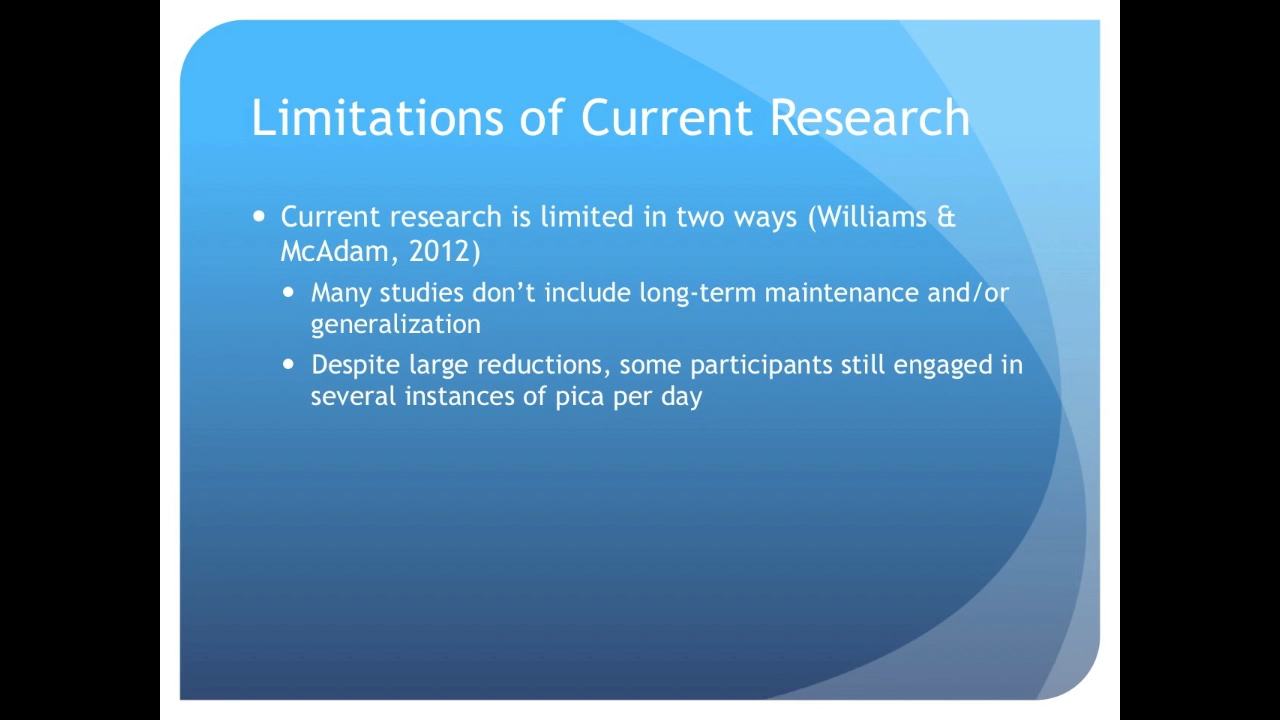 Limitations of Current Research
• Current research is limited in two ways (Williams &
McAdam, 2012)
• Many studies don’t include long-term maintenance and/or
generalization
• Despite large reductions, some participants still engaged in
several instances of pica per day